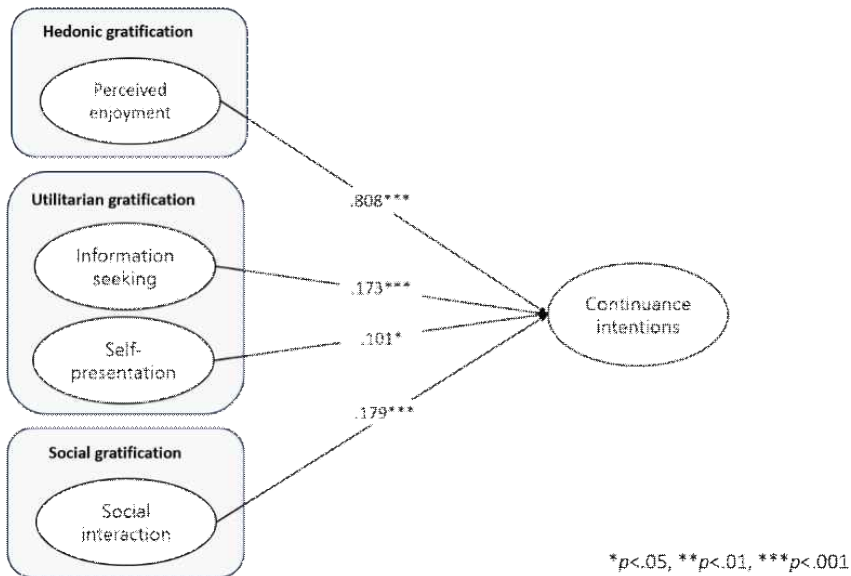 Hedonic gratification
Perceived
enjoyment
.808***
Utilitarian gratification
Information
seeking
.173***
Continuance
intentions
.101*
Self-
presentation
.179***
Social gratification
Social
interaction
*p<.05, **p<.01, ***p<.001